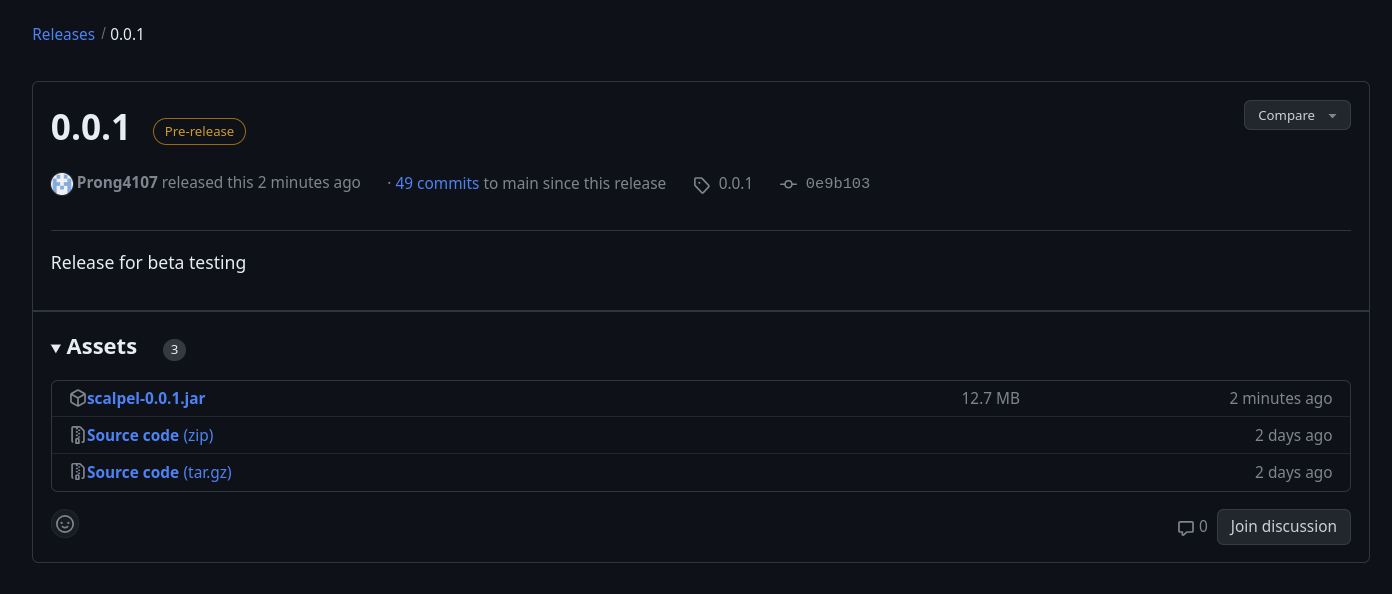 Releases / 0.0.1
0.0.1 Pre-release Compare
Prong4107 released this 2 minutes ago · 49 commits to main since this release 0.0.1 0e9b103
Release for beta testing
Assets 3
scalpel-0.0.1.jar 12.7 MB 2 minutes ago
Source code (zip) 2 days ago
Source code (tar.gz) 2 days ago
0 Join discussion